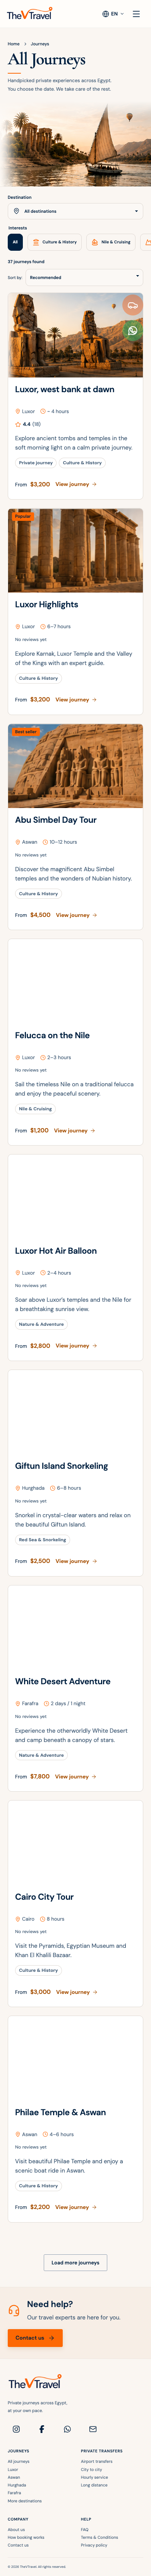 TheVTravel
EN
Home > Journeys
All Journeys
Handpicked private experiences across Egypt.
You choose the date. We take care of the rest.
Destination
All destinations
Interests
All
Culture & History
Nile & Cruising
37 journeys found
Sort by:
Recommended
Luxor, west bank at dawn
Luxor
~ 4 hours
4.4 (18)
Explore ancient tombs and temples in the
soft morning light on a calm private journey.
Private journey
Culture & History
From $3,200 View journey →
Popular
Luxor Highlights
Luxor
6–7 hours
No reviews yet
Explore Karnak, Luxor Temple and the Valley
of the Kings with an expert guide.
Culture & History
From $3,200 View journey →
Best seller
Abu Simbel Day Tour
Aswan
10–12 hours
No reviews yet
Discover the magnificent Abu Simbel
temples and the wonders of Nubian history.
Culture & History
From $4,500 View journey →
Felucca on the Nile
Luxor
2–3 hours
No reviews yet
Sail the timeless Nile on a traditional felucca
and enjoy the peaceful scenery.
Nile & Cruising
From $1,200 View journey →
Luxor Hot Air Balloon
Luxor
2–4 hours
No reviews yet
Soar above Luxor's temples and the Nile for
a breathtaking sunrise view.
Nature & Adventure
From $2,800 View journey →
Giftun Island Snorkeling
Hurghada
6–8 hours
No reviews yet
Snorkel in crystal-clear waters and relax on
the beautiful Giftun Island.
Red Sea & Snorkeling
From $2,500 View journey →
White Desert Adventure
Farafra
2 days / 1 night
No reviews yet
Experience the otherworldly White Desert
and camp beneath a canopy of stars.
Nature & Adventure
From $7,800 View journey →
Cairo City Tour
Cairo
8 hours
No reviews yet
Visit the Pyramids, Egyptian Museum and
Khan El Khalili Bazaar.
Culture & History
From $3,000 View journey →
Philae Temple & Aswan
Aswan
4–6 hours
No reviews yet
Visit beautiful Philae Temple and enjoy a
scenic boat ride in Aswan.
Culture & History
From $2,200 View journey →
Load more journeys
Need help?
Our travel experts are here for you.
Contact us →
TheVTravel
Private journeys across Egypt,
at your own pace.
JOURNEYS
All journeys
Luxor
Aswan
Hurghada
Farafra
More destinations
PRIVATE TRANSFERS
Airport transfers
City to city
Hourly service
Long distance
COMPANY
About us
How booking works
Contact us
HELP
FAQ
Terms & Conditions
Privacy policy
© 2026 TheVTravel. All rights reserved.